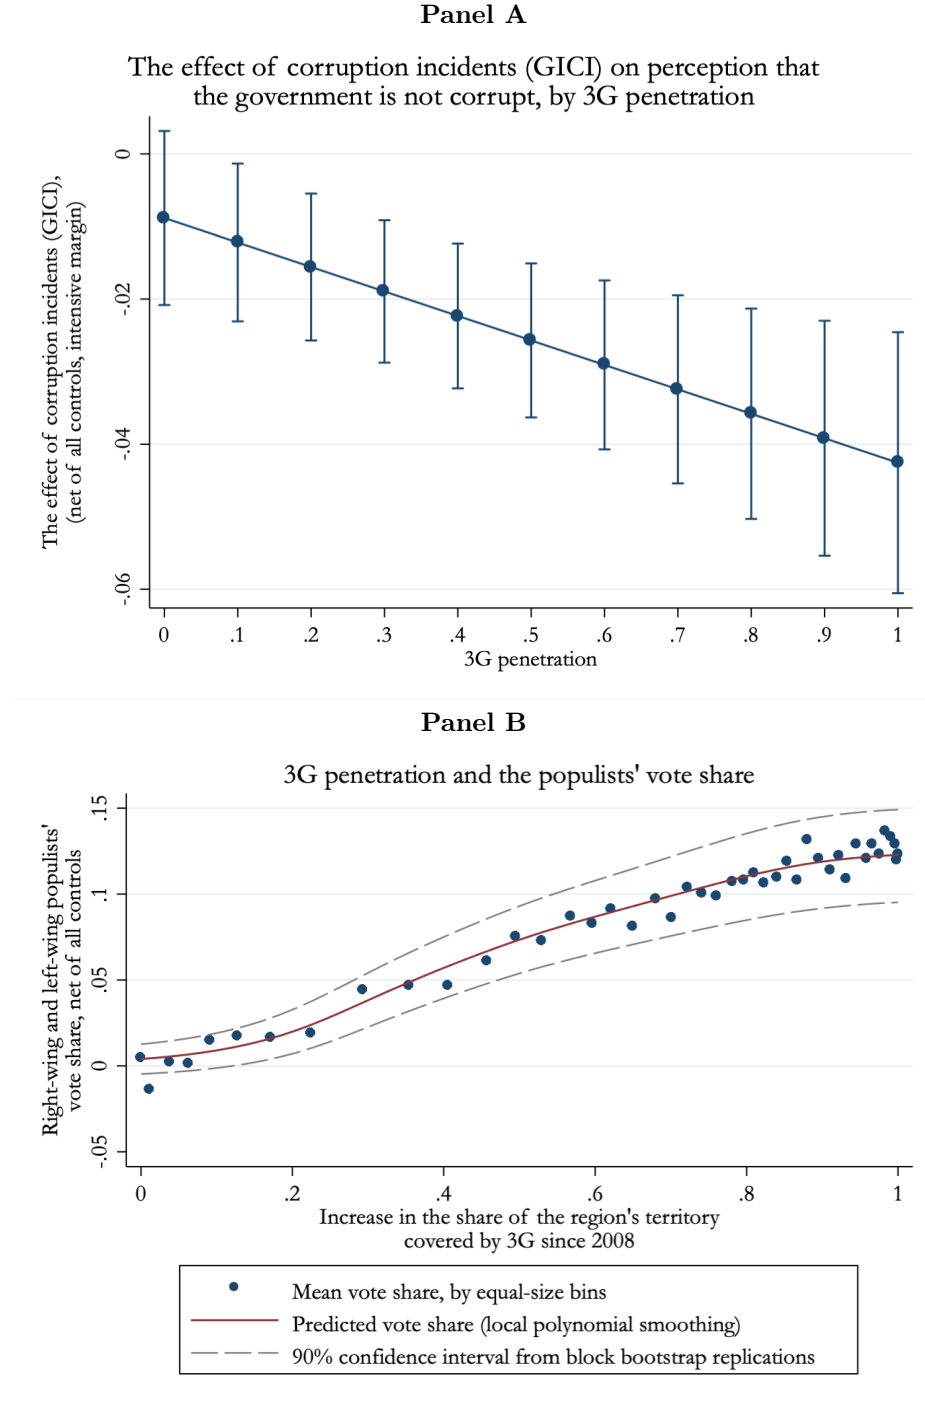 Panel A
The effect of corruption incidents (GICI) on perception that
the government is not corrupt, by 3G penetration
The effect of corruption incidents (GICI),
(net of all controls, intensive margin)
0
-.02
-.04
-.06
0 .1 .2 .3 .4 .5 .6 .7 .8 .9 1
3G penetration
Panel B
3G penetration and the populists' vote share
Right-wing and left-wing populists'
vote share, net of all controls
.15
.1
.05
0
-.05
0 .2 .4 .6 .8 1
Increase in the share of the region's territory
covered by 3G since 2008
Mean vote share, by equal-size bins
Predicted vote share (local polynomial smoothing)
90% confidence interval from block bootstrap replications